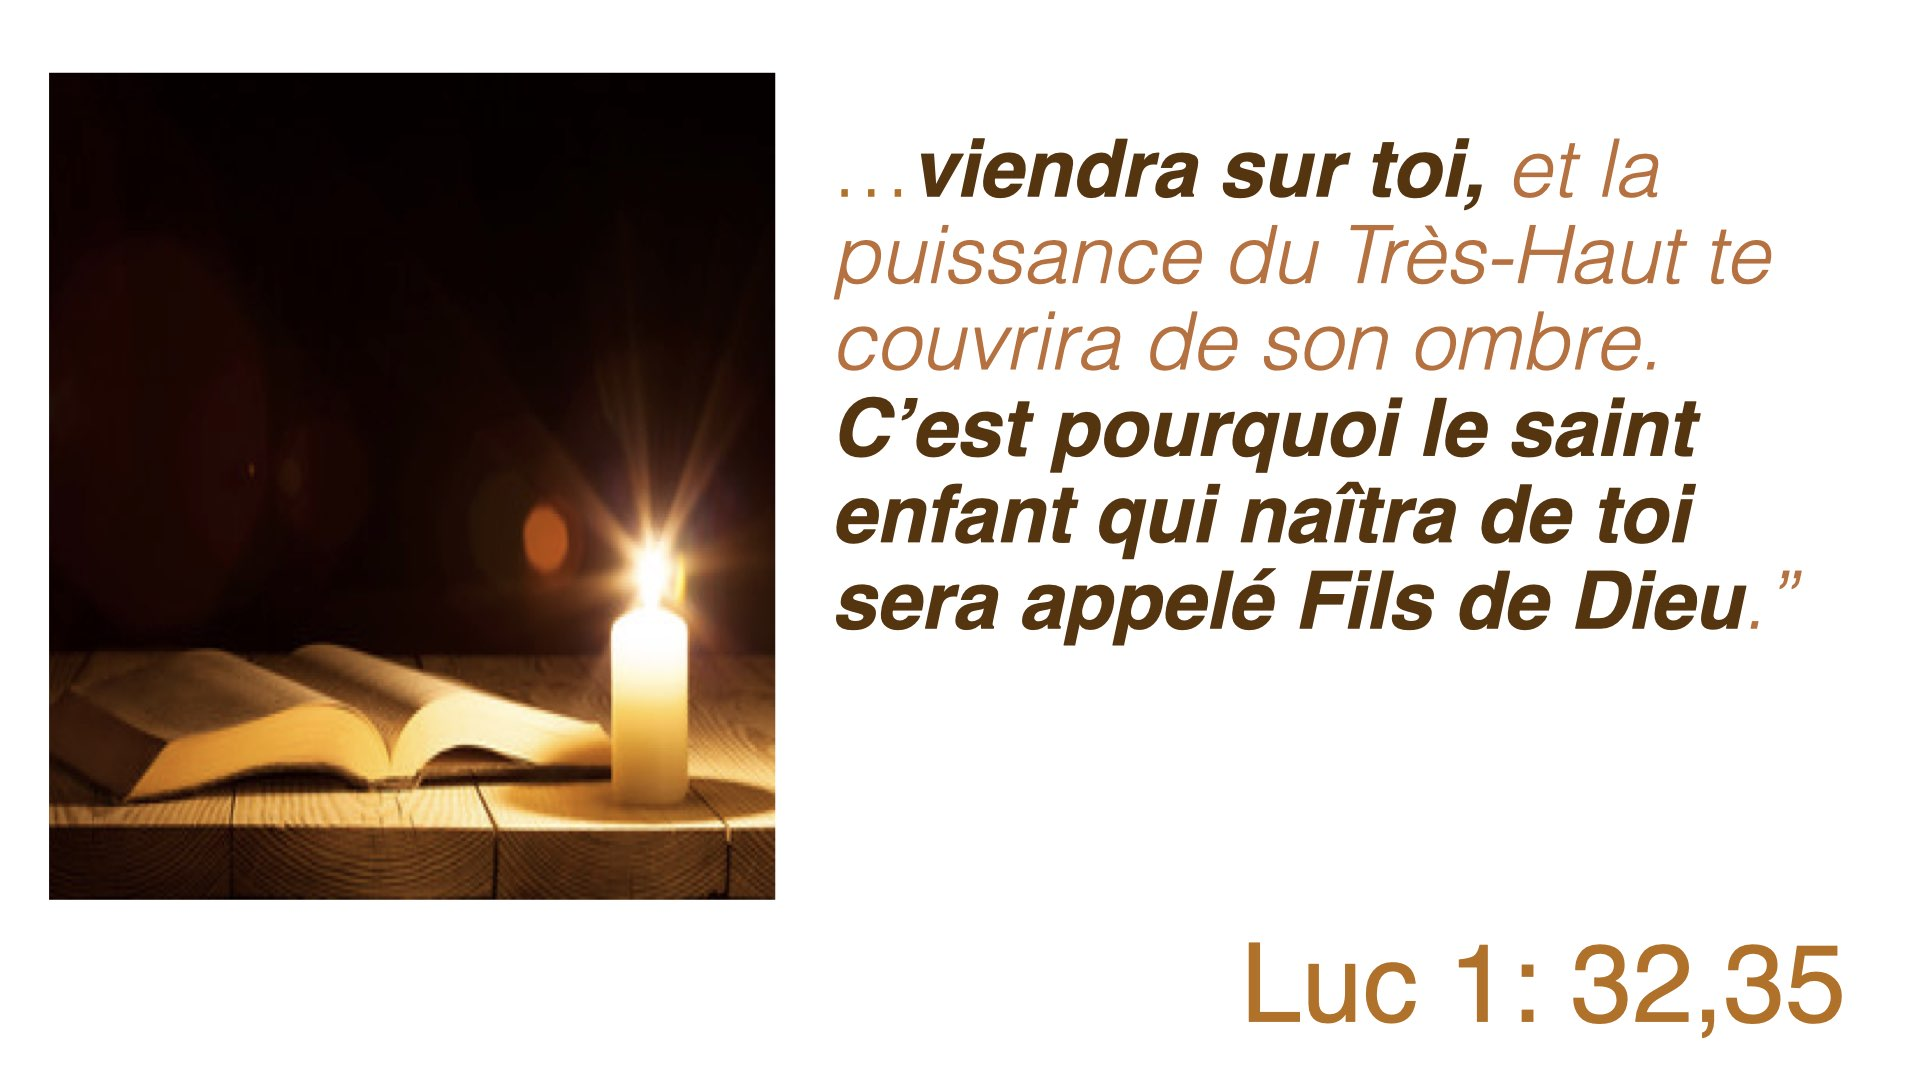 …viendra sur toi, et la
puissance du Très-Haut te
couvrira de son ombre.
C’est pourquoi le saint
enfant qui naîtra de toi
sera appelé Fils de Dieu.”
Luc 1: 32,35